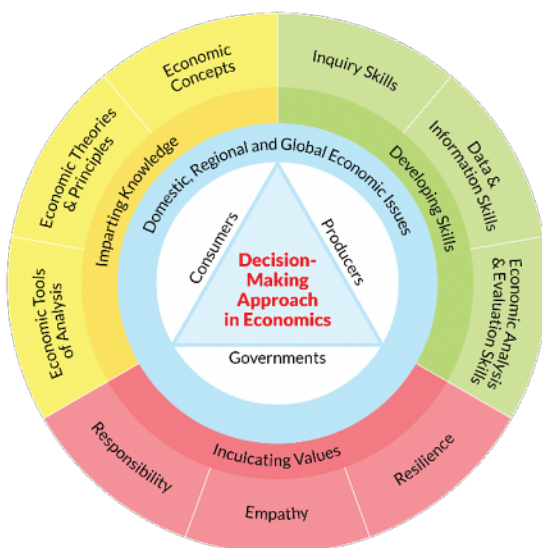 Economic
Concepts
Inquiry Skills
Economic Theories
& Principles
Data &
Information Skills
Economic Tools
of Analysis
Economic Analysis
& Evaluation Skills
Imparting Knowledge
Developing Skills
Domestic, Regional and Global Economic Issues
Consumers
Producers
Decision-
Making
Approach
in Economics
Governments
Incuicating Values
Responsibility
Empathy
Resilience